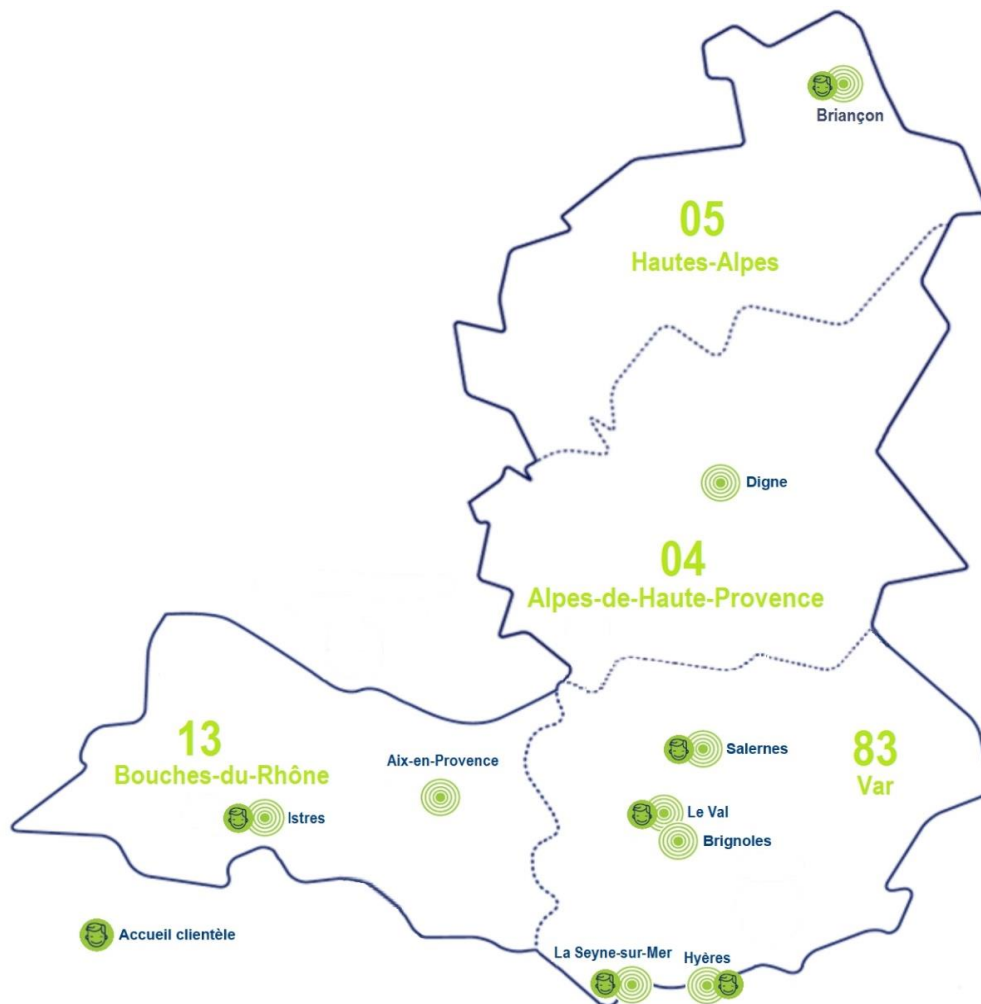 Briançon
05
Hautes-Alpes
Digne
04
Alpes-de-Haute-Provence
13
Bouches-du-Rhône
Aix-en-Provence
Istres
Salernes
83
Var
Le Val
Brignoles
Accueil clientèle
La Seyne-sur-Mer
Hyères